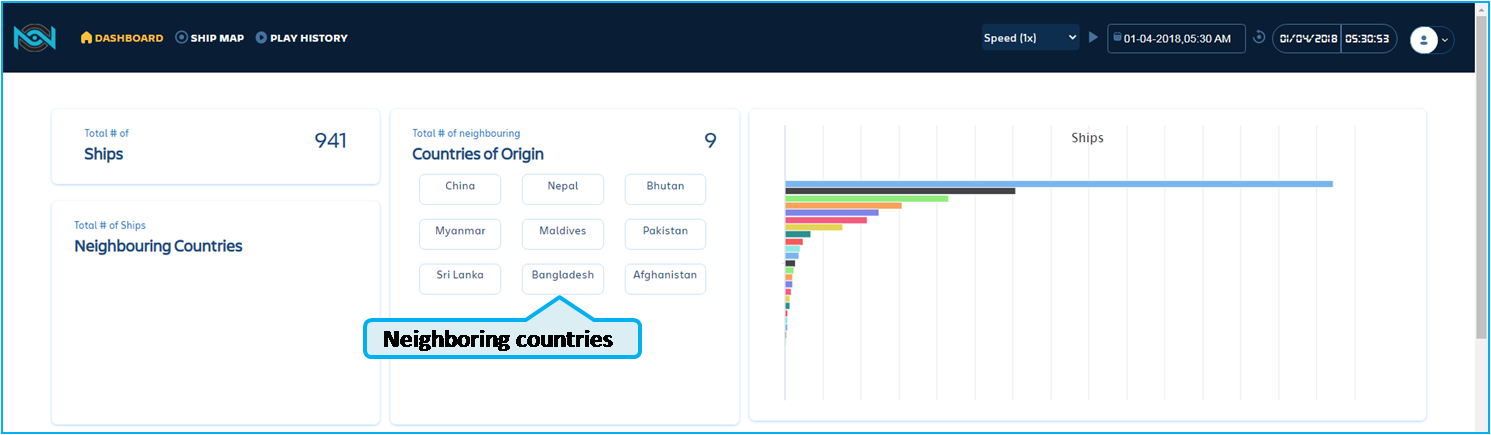 DASHBOARD SHIP MAP PLAY HISTORY Speed (1x) 01-04-2018,05:30 AM 01/04/2018 05:30:53
Total # of
Ships
941
Total # of Ships
Neighbouring Countries
Total # of neighbouring
Countries of Origin
9
China Nepal Bhutan
Myanmar Maldives Pakistan
Sri Lanka Bangladesh Afghanistan
Neighboring countries
Ships